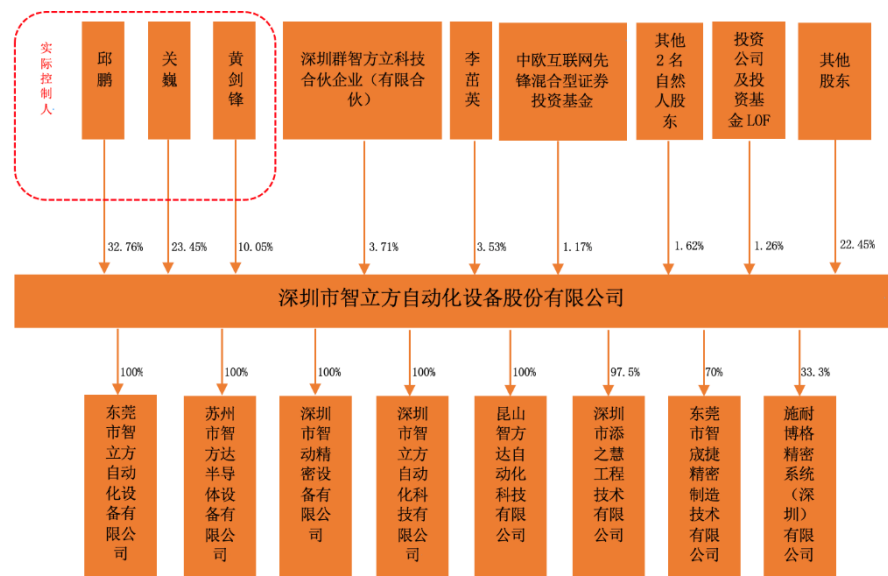 实
际
控
制
人
邱
鹏
关
巍
黄
剑
锋
深圳群智方立科技
合伙企业（有限合
伙）
李
茁
英
中欧互联网先
锋混合型证券
投资基金
其他
2 名
自然
人股
东
投资
公司
及投
资基
金 LOF
其他
股东
32.76%
23.45%
10.05%
3.71%
3.53%
1.17%
1.62%
1.26%
22.45%
深圳市智立方自动化设备股份有限公司
100%
100%
100%
100%
100%
97.5%
70%
33.3%
东莞
市智
立方
自动
化设
备有
限公
司
苏州
市智
方达
半导
体设
备有
限公
司
深圳
市智
动精
密设
备有
限公
司
深圳
市智
立方
自动
化科
技有
限公
司
昆山
智方
达自
动化
科技
有限
公司
深圳
市添
之慧
工程
技术
有限
公司
东莞
市智
宬捷
精密
制造
技术
有限
公司
施耐
博格
精密
系统
（深
圳）
有限
公司